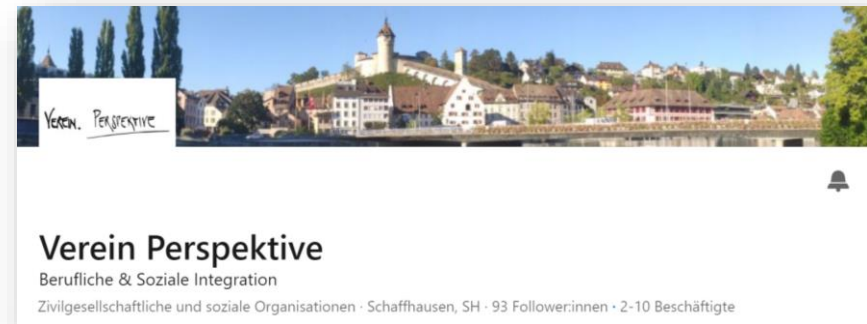 VEREIN. PERSPEKTIVE
Verein Perspektive
Berufliche & Soziale Integration
Zivilgesellschaftliche und soziale Organisationen · Schaffhausen, SH · 93 Follower:innen • 2-10 Beschäftigte